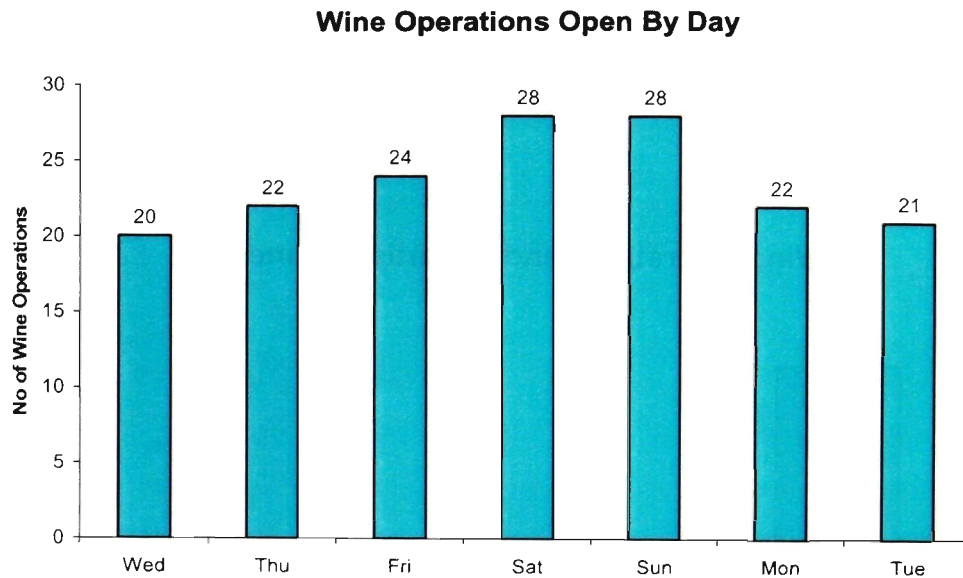 Wine Operations Open By Day
No of Wine Operations
30
25
20
15
10
5
0
20
22
24
28
28
22
21
Wed
Thu
Fri
Sat
Sun
Mon
Tue